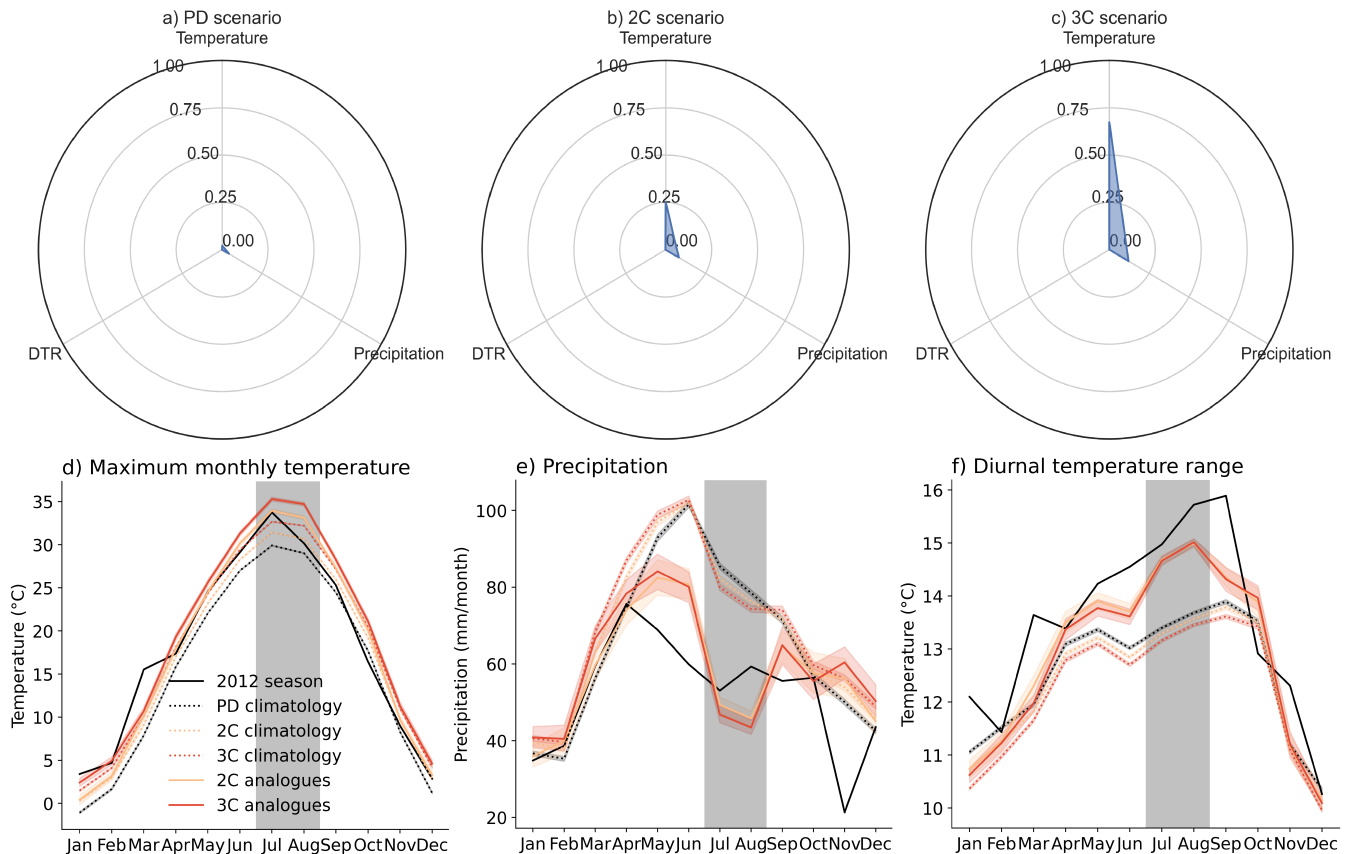 a) PD scenario
Temperature
1.00
0.75
0.50
0.25
0.00
DTR
Precipitation
b) 2C scenario
Temperature
1.00
0.75
0.50
0.25
0.00
DTR
Precipitation
c) 3C scenario
Temperature
1.00
0.75
0.50
0.25
0.00
DTR
Precipitation
d) Maximum monthly temperature
Temperature (°C)
35
30
25
20
15
10
5
0
2012 season
PD climatology
2C climatology
3C climatology
2C analogues
3C analogues
Jan Feb Mar Apr May Jun Jul Aug Sep Oct Nov Dec
e) Precipitation
Precipitation (mm/month)
100
80
60
40
20
Jan Feb Mar Apr May Jun Jul Aug Sep Oct Nov Dec
f) Diurnal temperature range
Temperature (°C)
16
15
14
13
12
11
10
Jan Feb Mar Apr May Jun Jul Aug Sep Oct Nov Dec